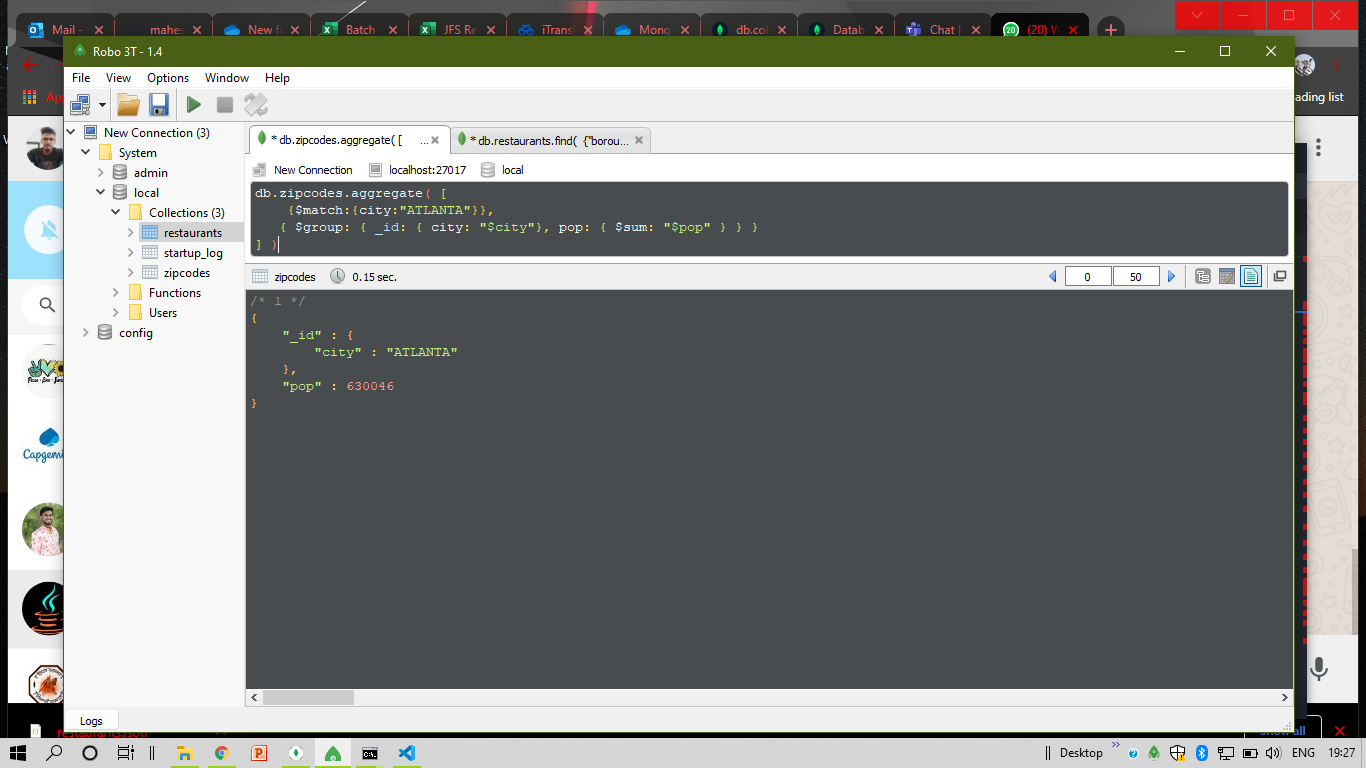 Mail -
mahes
New fi
Batch
JFS Re
iTrans
Mong
db.col
Datab
Chat |
(20) W
Robo 3T - 1.4
File View Options Window Help
ading list
New Connection (3)
System
admin
local
Collections (3)
restaurants
startup_log
zipcodes
Functions
Users
config
* db.zipcodes.aggregate( [ ...
* db.restaurants.find( {"borou...
New Connection localhost:27017 local
db.zipcodes.aggregate( [
{$match:{city:"ATLANTA"}},
{ $group: { _id: { city: "$city"}, pop: { $sum: "$pop" } } }
] )
zipcodes 0.15 sec. 0 50
/* 1 */
{
"_id" : {
"city" : "ATLANTA"
},
"pop" : 630046
}
Capgemi
Logs
restaurants.json
Show all
Desktop
ENG 19:27